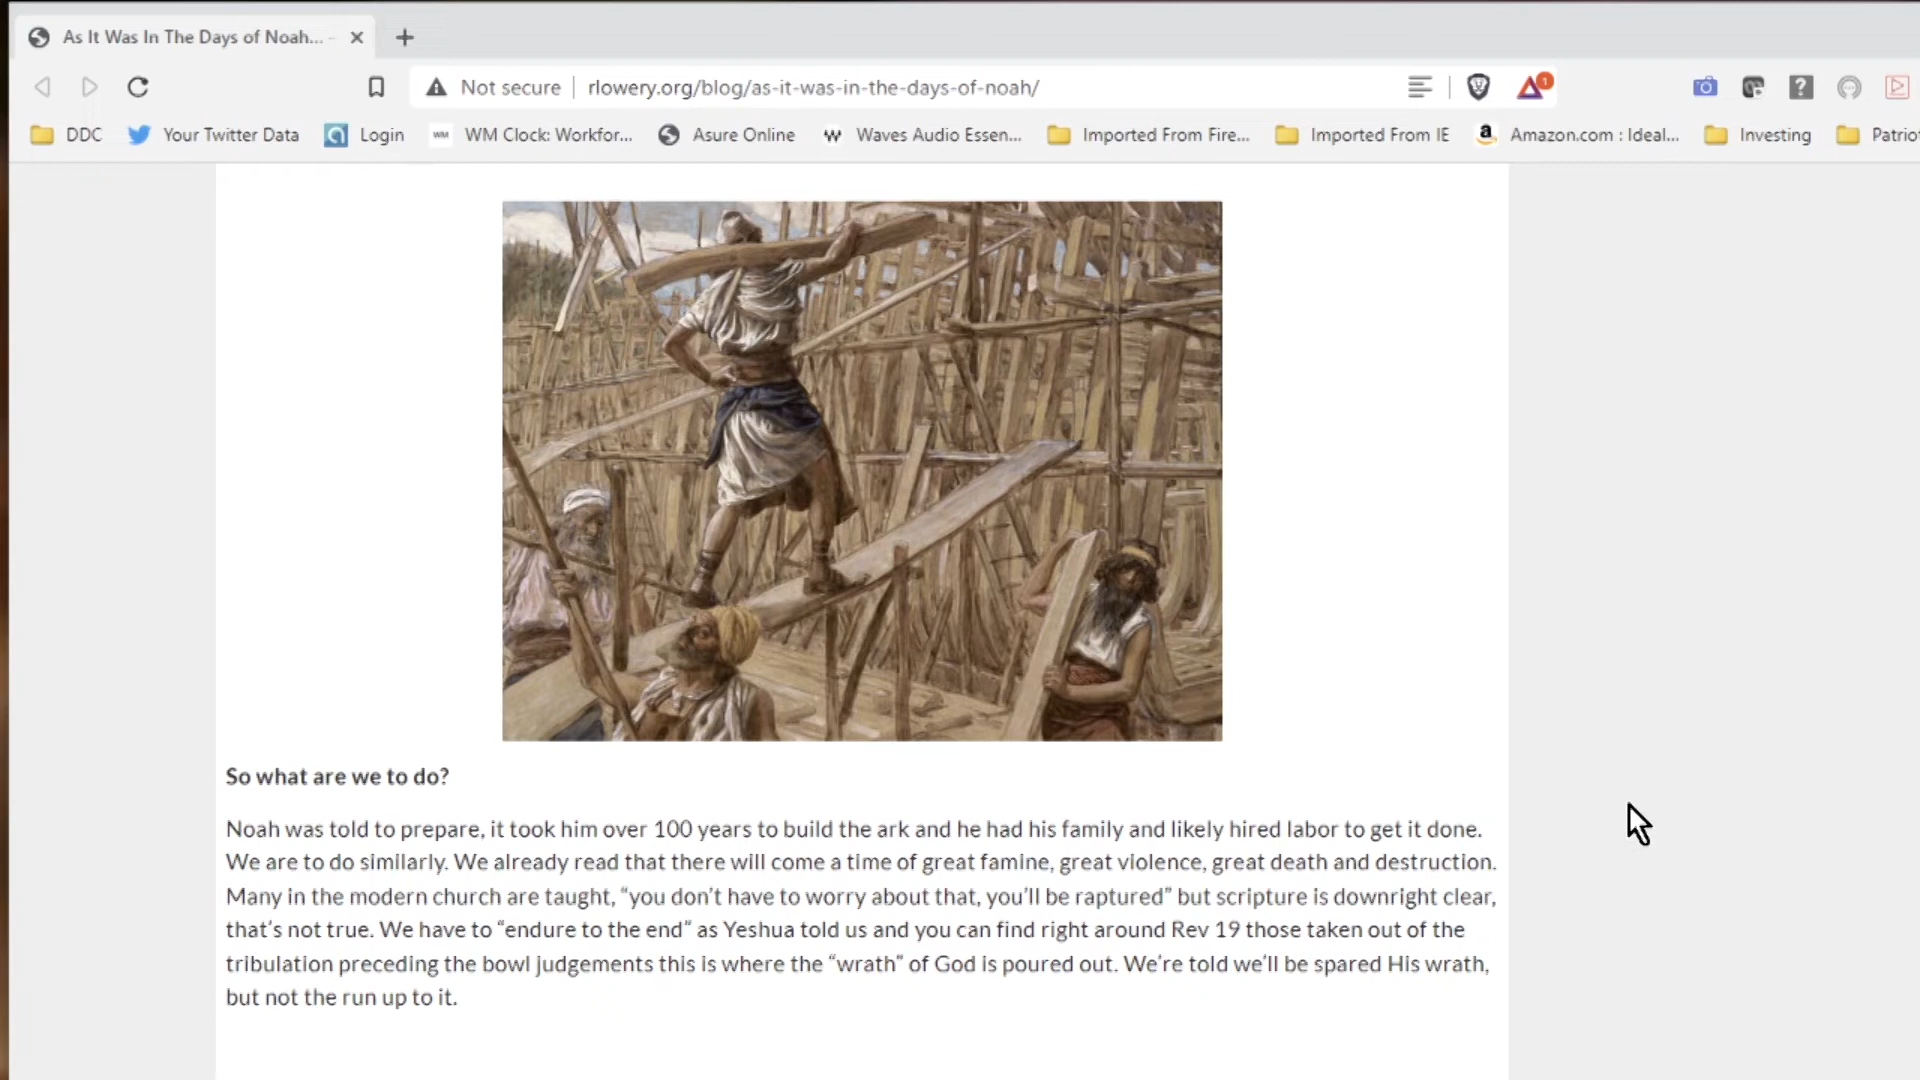 As It Was In The Days of Noah... -
Not secure | rlowery.org/blog/as-it-was-in-the-days-of-noah/
1
DDC Your Twitter Data Login WM WM Clock: Workfor... Asure Online W Waves Audio Essen... Imported From Fire... Imported From IE a Amazon.com : Ideal... Investing Patriot
So what are we to do?
Noah was told to prepare, it took him over 100 years to build the ark and he had his family and likely hired labor to get it done.
We are to do similarly. We already read that there will come a time of great famine, great violence, great death and destruction.
Many in the modern church are taught, “you don’t have to worry about that, you’ll be raptured” but scripture is downright clear,
that’s not true. We have to “endure to the end” as Yeshua told us and you can find right around Rev 19 those taken out of the
tribulation preceding the bowl judgements this is where the “wrath” of God is poured out. We’re told we’ll be spared His wrath,
but not the run up to it.